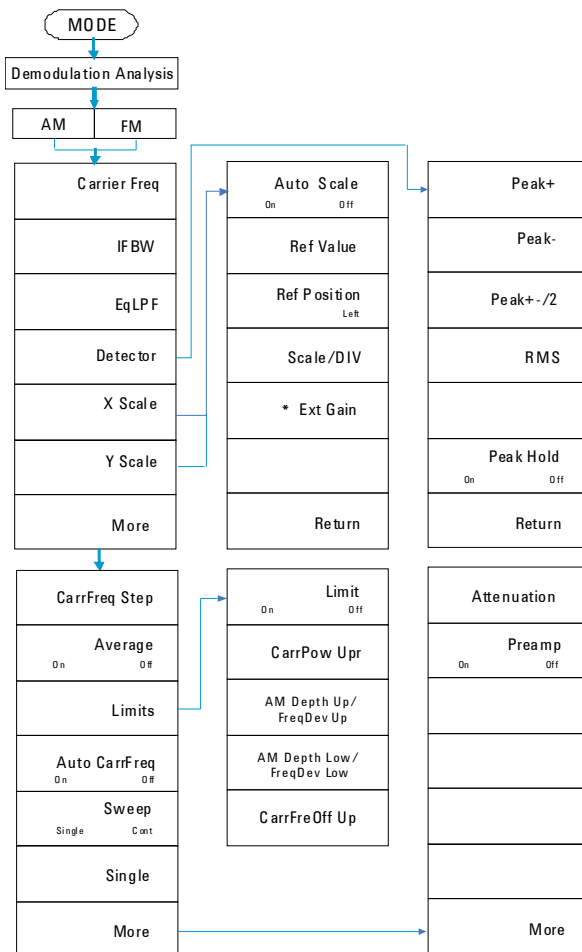 MODE
Demodulation Analysis
AM
FM
Carrier Freq
IFBW
EqLPF
Detector
X Scale
Y Scale
More
Auto Scale
On Off
Ref Value
Ref Position
Left
Scale/DIV
* Ext Gain
Return
Peak+
Peak-
Peak+-/2
RMS
Peak Hold
On Off
Return
CarrFreq Step
Average
On Off
Limits
Auto CarrFreq
On Off
Sweep
Single Cont
Single
More
Limit
On Off
CarrPow Upr
AM Depth Up/
FreqDev Up
AM Depth Low/
FreqDev Low
CarrFreOff Up
Attenuation
Preamp
On Off
More